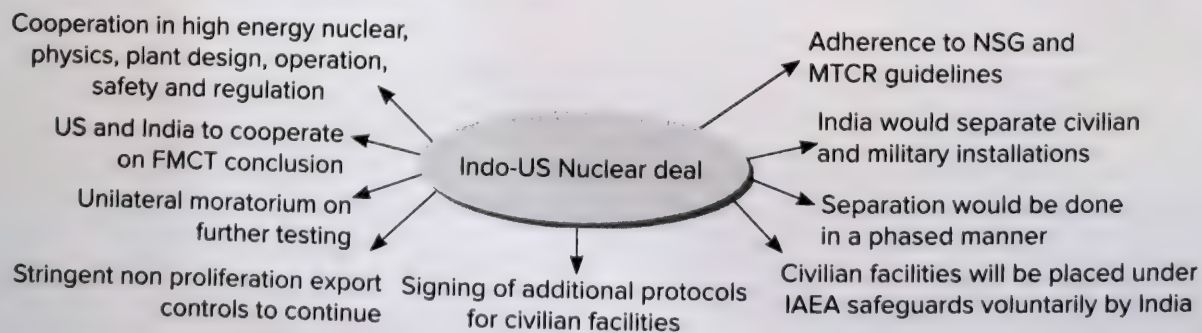 Cooperation in high energy nuclear,
physics, plant design, operation,
safety and regulation
US and India to cooperate
on FMCT conclusion
Unilateral moratorium on
further testing
Stringent non proliferation export
controls to continue
Indo-US Nuclear deal
Signing of additional protocols
for civilian facilities
Adherence to NSG and
MTCR guidelines
India would separate civilian
and military installations
Separation would be done
in a phased manner
Civilian facilities will be placed under
IAEA safeguards voluntarily by India